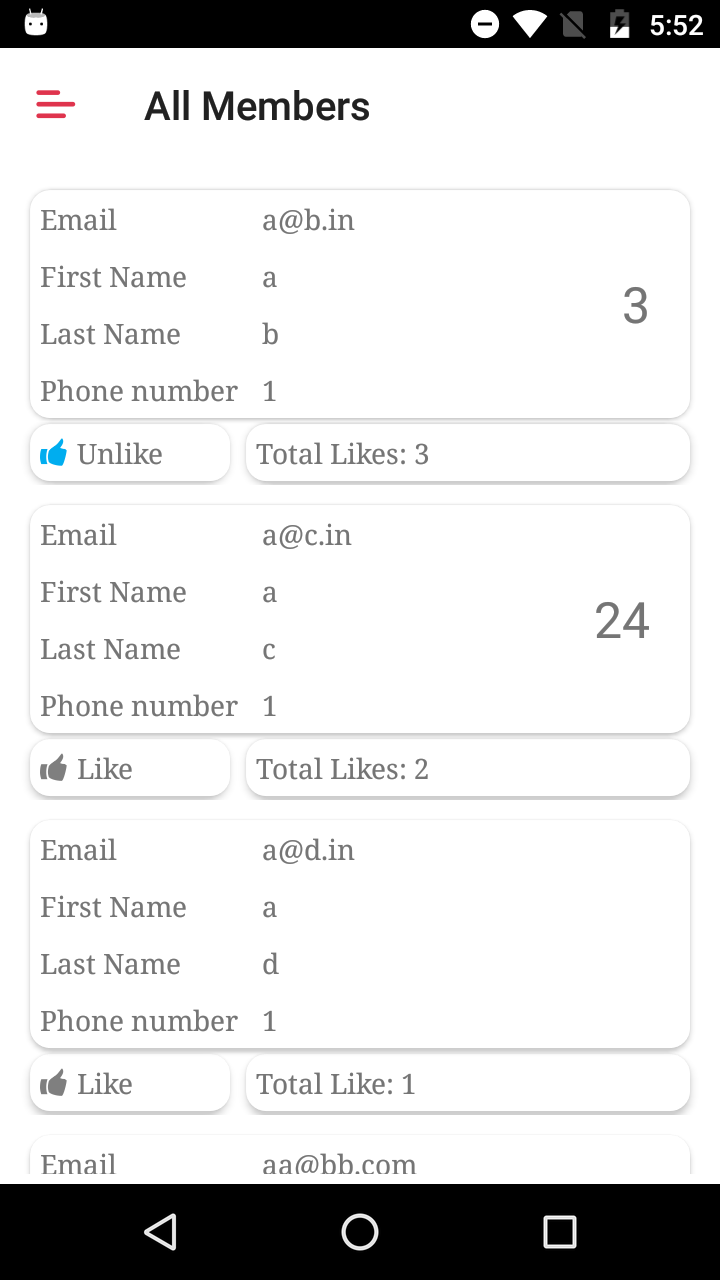 5:52
All Members
Email a@b.in
First Name a
3
Last Name b
Phone number 1
Unlike Total Likes: 3
Email a@c.in
First Name a
24
Last Name c
Phone number 1
Like Total Likes: 2
Email a@d.in
First Name a
Last Name d
Phone number 1
Like Total Like: 1
Email aa@bb.com